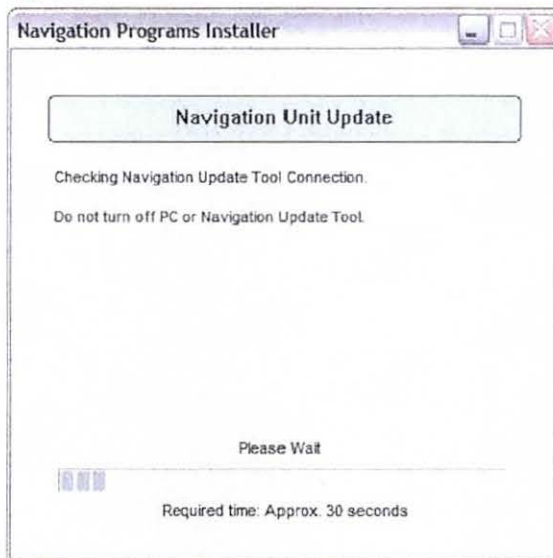 Navigation Programs Installer
Navigation Unit Update
Checking Navigation Update Tool Connection.
Do not turn off PC or Navigation Update Tool.
Please Wait
Required time: Approx. 30 seconds